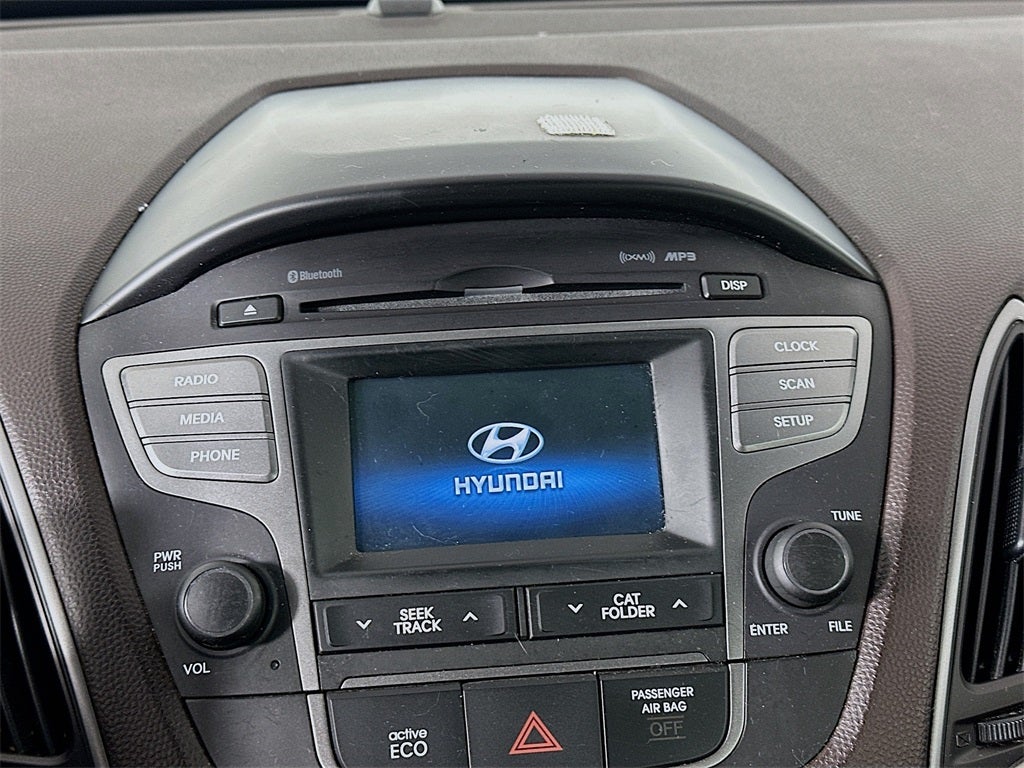 Bluetooth
((XM)) MP3
DISP
RADIO
MEDIA
PHONE
CLOCK
SCAN
SETUP
HYUNDAI
PWR
PUSH
VOL
SEEK
TRACK
CAT
FOLDER
TUNE
ENTER
FILE
active
ECO
PASSENGER
AIR BAG
OFF